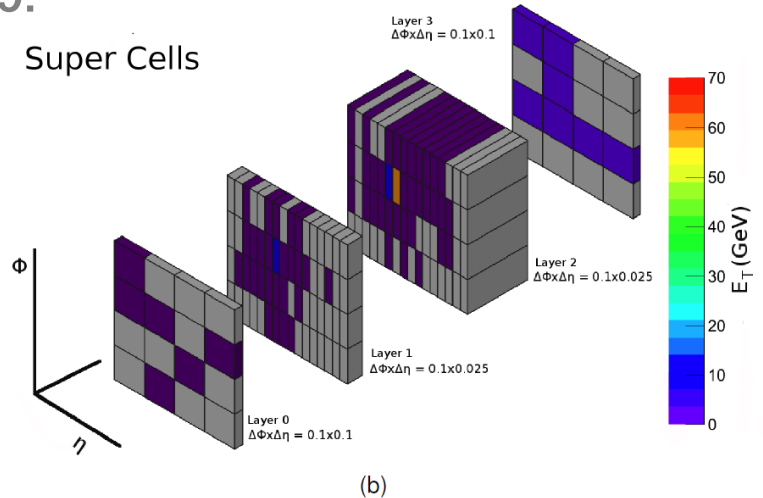 Super Cells
Layer 3
ΔΦxΔη = 0.1x0.1
Layer 2
ΔΦxΔη = 0.1x0.025
Layer 1
ΔΦxΔη = 0.1x0.025
Layer 0
ΔΦxΔη = 0.1x0.1
Φ
η
70
60
50
40
30
20
10
0
E_T (GeV)
(b)